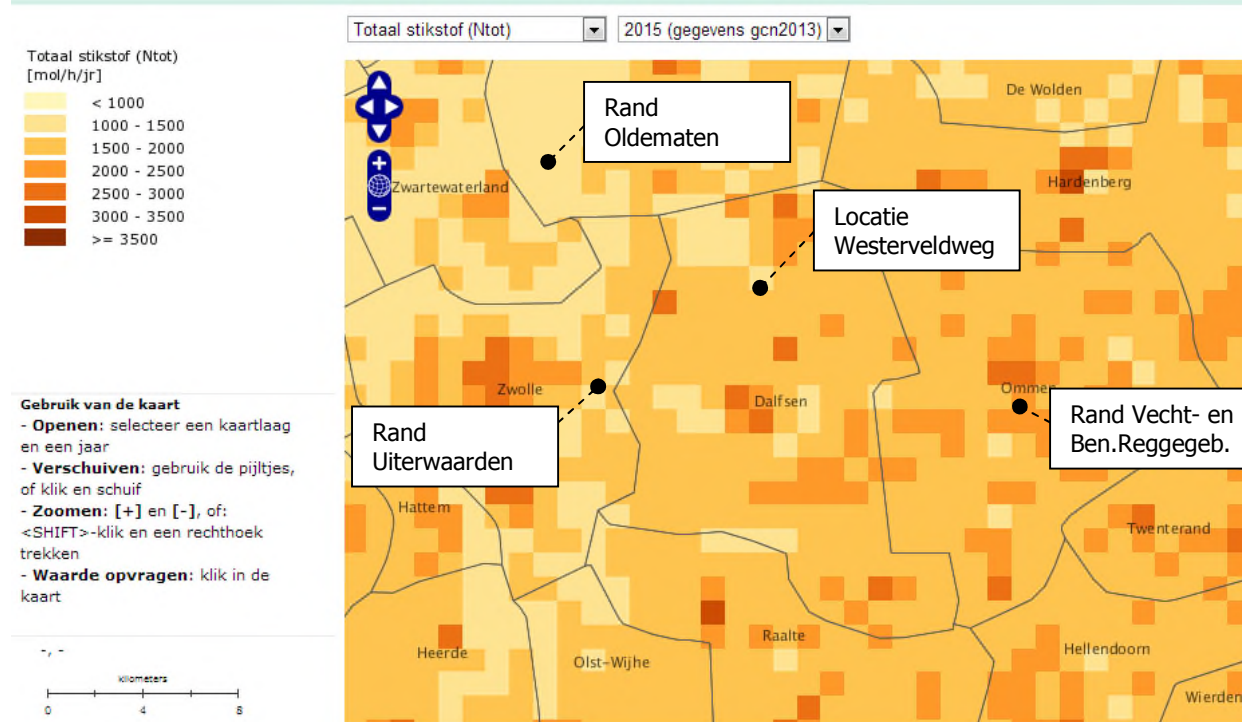 Totaal stikstof (Ntot)
2015 (gegevens gcn2013)
Totaal stikstof (Ntot)
[mol/h/jr]
< 1000
1000 - 1500
1500 - 2000
2000 - 2500
2500 - 3000
3000 - 3500
>= 3500
Gebruik van de kaart
- Openen: selecteer een kaartlaag
en een jaar
- Verschuiven: gebruik de pijltjes,
of klik en schuif
- Zoomen: [+] en [-], of:
<SHIFT>-klik en een rechthoek
trekken
- Waarde opvragen: klik in de
kaart
-, -
kilometers
0 4 8
De Wolden
Rand
Oldematen
Zwartewaterland
Hardenberg
Locatie
Westerveldweg
Zwolle
Ommen
Dalfsen
Rand
Uiterwaarden
Rand Vecht- en
Ben.Reggegeb.
Hattem
Twenterand
Raalte
Heerde
Olst-Wijhe
Hellendoorn
Wierden